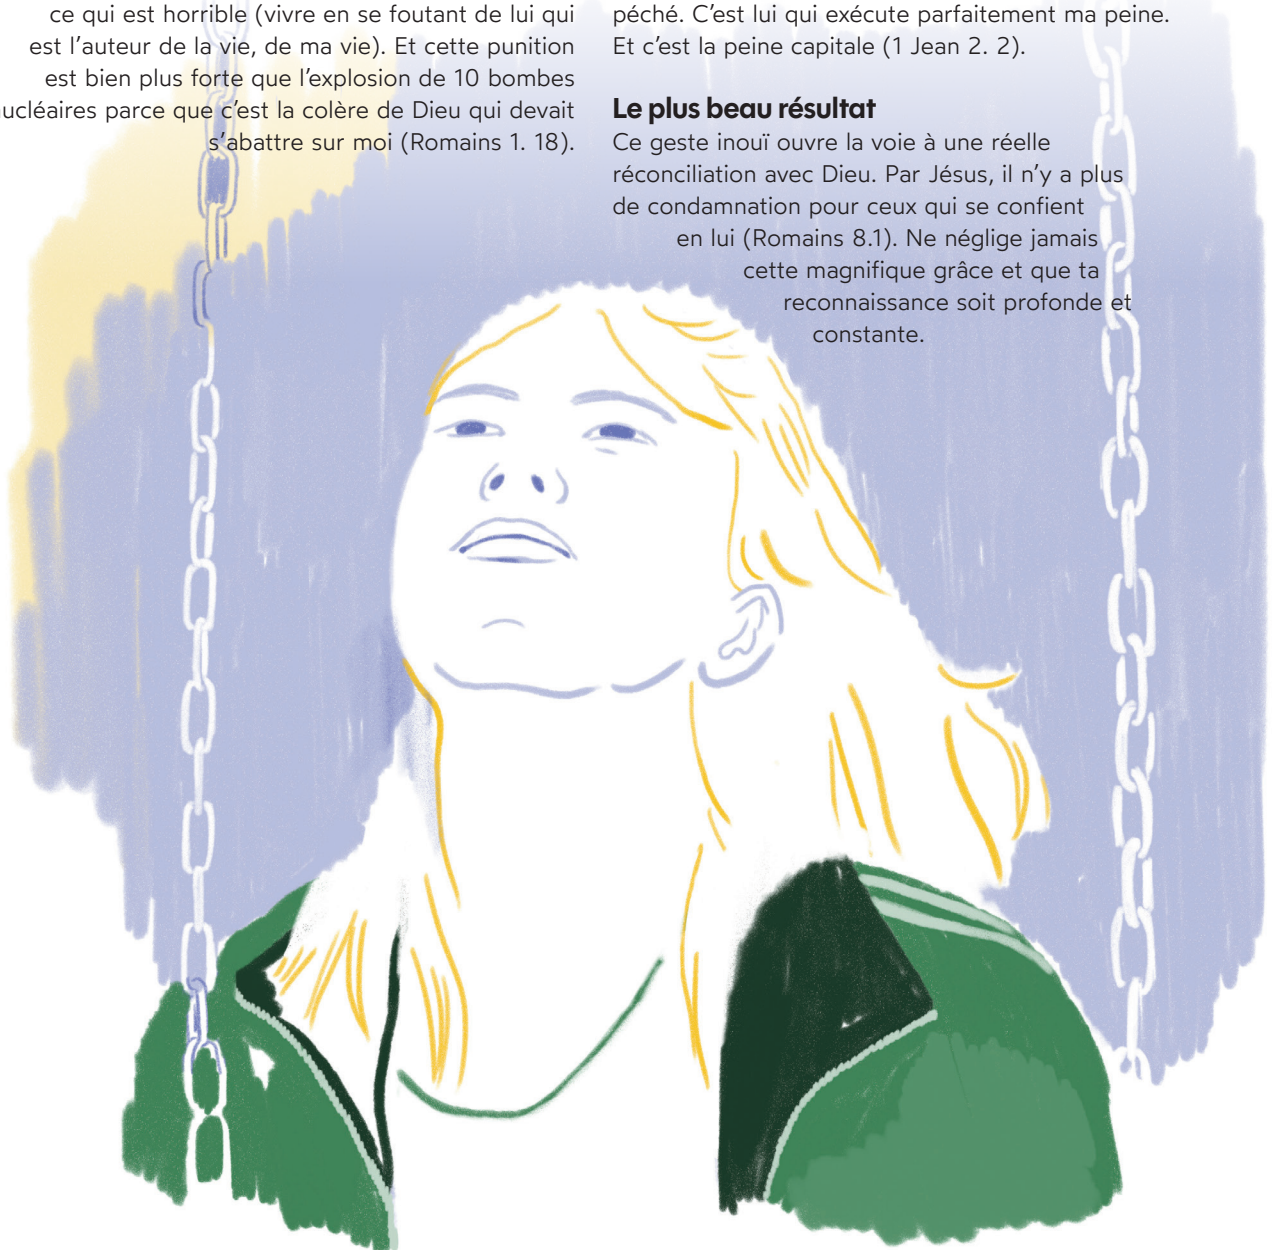 ce qui est horrible (vivre en se foutant de lui qui
est l’auteur de la vie, de ma vie). Et cette punition
est bien plus forte que l’explosion de 10 bombes
nucléaires parce que c’est la colère de Dieu qui devait
s’abattre sur moi (Romains 1. 18).
péché. C’est lui qui exécute parfaitement ma peine.
Et c’est la peine capitale (1 Jean 2. 2).
Le plus beau résultat
Ce geste inouï ouvre la voie à une réelle
réconciliation avec Dieu. Par Jésus, il n’y a plus
de condamnation pour ceux qui se confient
en lui (Romains 8.1). Ne néglige jamais
cette magnifique grâce et que ta
reconnaissance soit profonde et
constante.